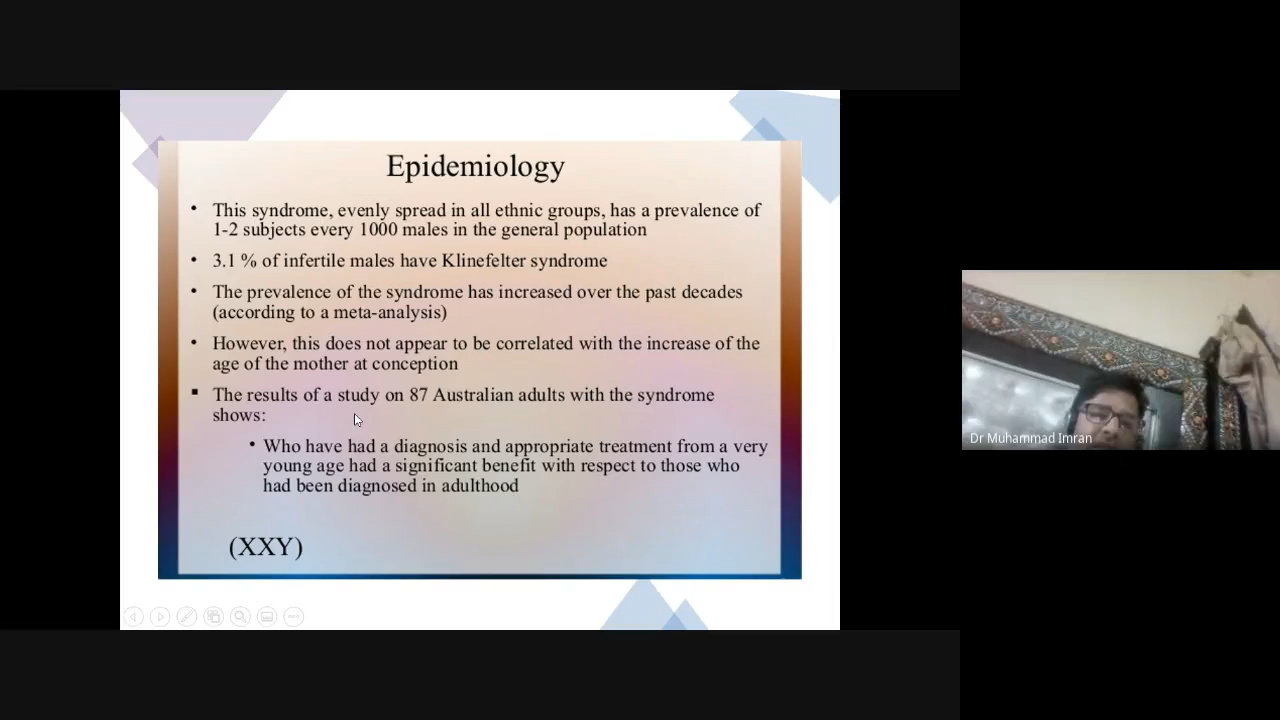 Epidemiology
• This syndrome, evenly spread in all ethnic groups, has a prevalence of
1-2 subjects every 1000 males in the general population
• 3.1 % of infertile males have Klinefelter syndrome
• The prevalence of the syndrome has increased over the past decades
(according to a meta-analysis)
• However, this does not appear to be correlated with the increase of the
age of the mother at conception
▪ The results of a study on 87 Australian adults with the syndrome
shows:
• Who have had a diagnosis and appropriate treatment from a very
young age had a significant benefit with respect to those who
had been diagnosed in adulthood
(XXY)
Dr Muhammad Imran